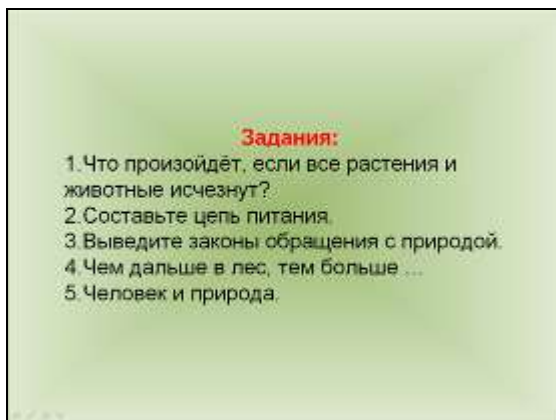 Задания:
1.Что произойдёт, если все растения и
животные исчезнут?
2.Составьте цепь питания.
3.Выведите законы обращения с природой.
4.Чем дальше в лес, тем больше ...
5.Человек и природа.